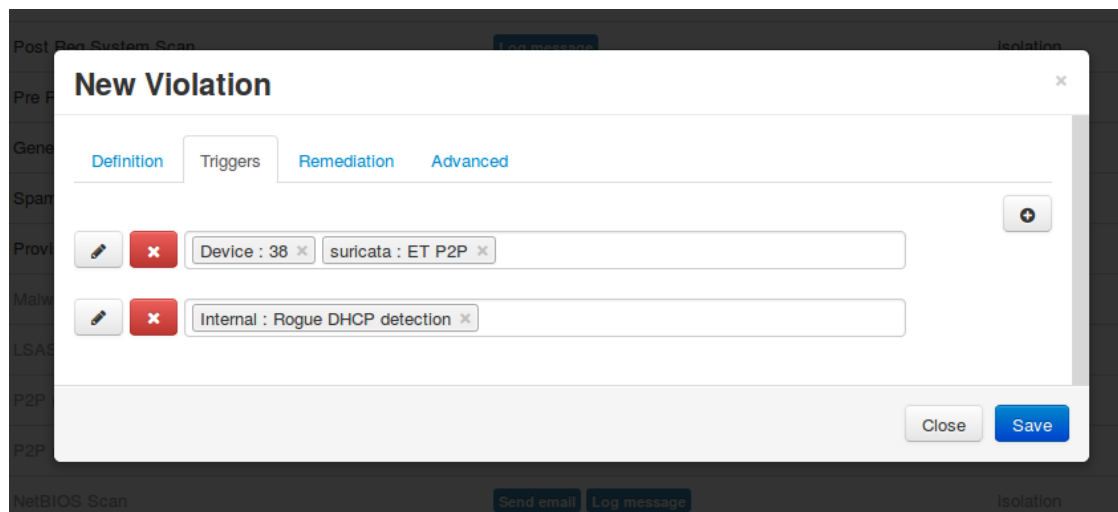 Post Reg System Scan Log message isolation
New Violation ×
Pre R
Gene
Definition Triggers Remediation Advanced
Spam
Provi
Device : 38 × suricata : ET P2P ×
Malw
Internal : Rogue DHCP detection ×
LSAS
P2P
Close Save
P2P
NetBIOS Scan Send email Log message isolation